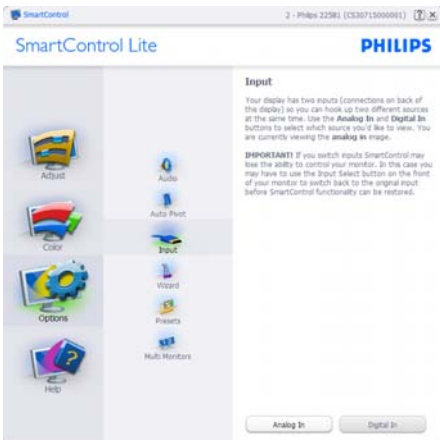 SmartControl
2 - Philips 225B1 (CS30715000001)
SmartControl Lite
PHILIPS
Adjust
Color
Options
Help
Audio
Auto Pivot
Input
Wizard
Presets
Multi Monitors
Input
Your display has two inputs (connections on back of
this display) so you can hook up two different sources
at the same time. Use the Analog In and Digital In
buttons to select which source you'd like to view. You
are currently viewing the analog in image.
IMPORTANT! If you switch inputs SmartControl may
lose the ability to control your monitor. In this case you
may have to use the Input Select button on the front
of your monitor to switch back to the original input
before SmartControl functionality can be restored.
Analog In
Digital In